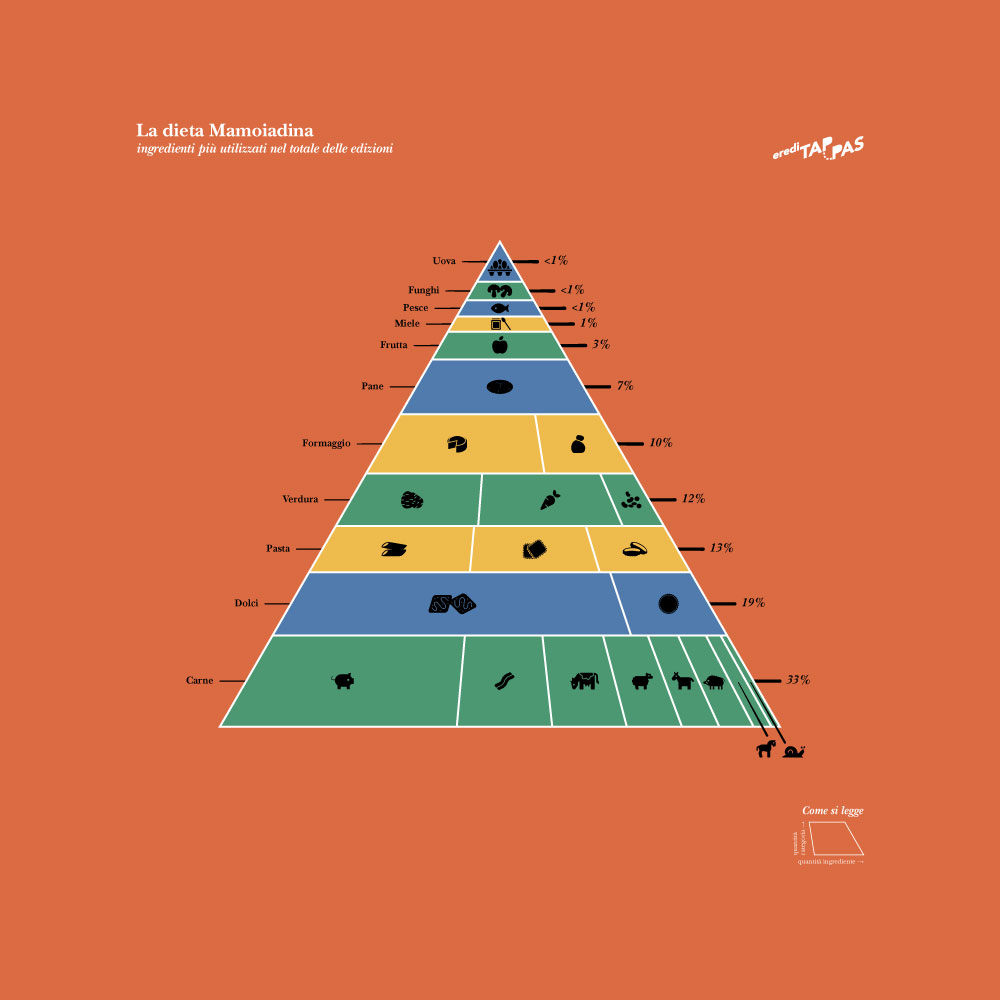 La dieta Mamoiadina
ingredienti più utilizzati nel totale delle edizioni
eredi TAPPAS
Uova <1%
Funghi <1%
Pesce <1%
Miele 1%
Frutta 3%
Pane 7%
Formaggio 10%
Verdura 12%
Pasta 13%
Dolci 19%
Carne 33%
Come si legge
quantità
categoria →
quantità ingrediente →